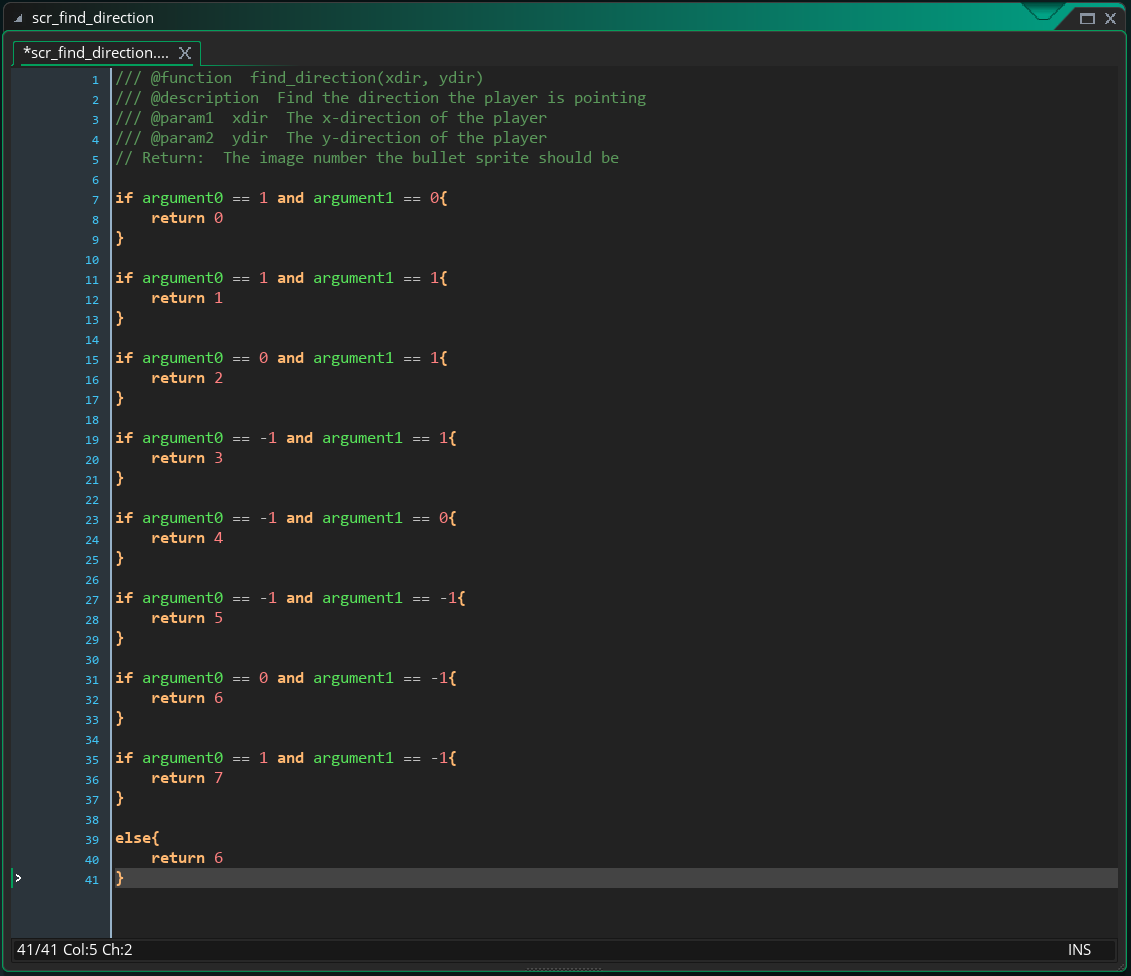 scr_find_direction
*scr_find_direction.... X
1 /// @function  find_direction(xdir, ydir)
2 /// @description  Find the direction the player is pointing
3 /// @param1  xdir  The x-direction of the player
4 /// @param2  ydir  The y-direction of the player
5 // Return:  The image number the bullet sprite should be
6
7 if argument0 == 1 and argument1 == 0{
8     return 0
9 }
10
11 if argument0 == 1 and argument1 == 1{
12     return 1
13 }
14
15 if argument0 == 0 and argument1 == 1{
16     return 2
17 }
18
19 if argument0 == -1 and argument1 == 1{
20     return 3
21 }
22
23 if argument0 == -1 and argument1 == 0{
24     return 4
25 }
26
27 if argument0 == -1 and argument1 == -1{
28     return 5
29 }
30
31 if argument0 == 0 and argument1 == -1{
32     return 6
33 }
34
35 if argument0 == 1 and argument1 == -1{
36     return 7
37 }
38
39 else{
40     return 6
> 41 }
41/41 Col:5 Ch:2 INS